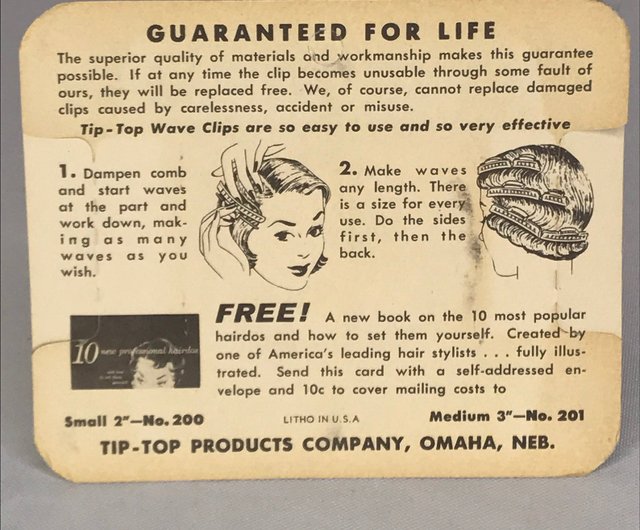 GUARANTEED FOR LIFE
The superior quality of materials and workmanship makes this guarantee
possible. If at any time the clip becomes unusable through some fault of
ours, they will be replaced free. We, of course, cannot replace damaged
clips caused by carelessness, accident or misuse.
Tip-Top Wave Clips are so easy to use and so very effective
1. Dampen comb
and start waves
at the part and
work down, mak-
ing as many
waves as you
wish.
2. Make waves
any length. There
is a size for every
use. Do the sides
first, then the
back.
10 new professional hairdos
FREE! A new book on the 10 most popular
hairdos and how to set them yourself. Created by
one of America's leading hair stylists . . . fully illus-
trated. Send this card with a self-addressed en-
velope and 10c to cover mailing costs to
Small 2"—No. 200
LITHO IN U.S.A
Medium 3"—No. 201
TIP-TOP PRODUCTS COMPANY, OMAHA, NEB.